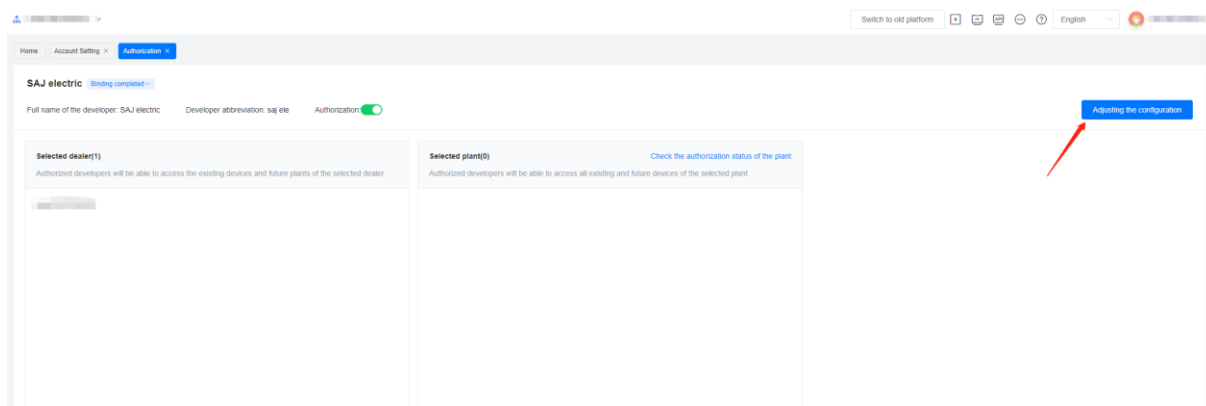 Switch to old platform English
Home Account Setting × Authorization ×
SAJ electric Binding completed
Full name of the developer: SAJ electric Developer abbreviation: saj ele Authorization:
Adjusting the configuration
Selected dealer(1)
Authorized developers will be able to access the existing devices and future plants of the selected dealer
Selected plant(0) Check the authorization status of the plant
Authorized developers will be able to access all existing and future devices of the selected plant